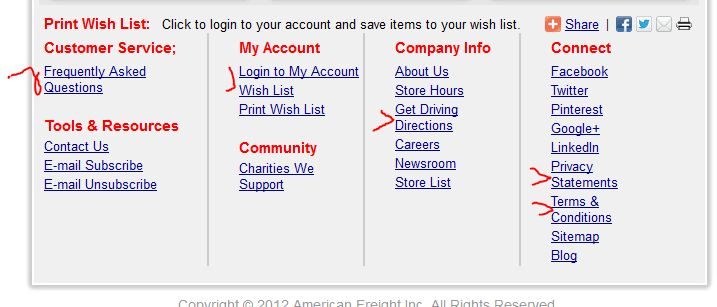 Print Wish List: Click to login to your account and save items to your wish list. Share |
Customer Service;
Frequently Asked
Questions
Tools & Resources
Contact Us
E-mail Subscribe
E-mail Unsubscribe
My Account
Login to My Account
Wish List
Print Wish List
Community
Charities We
Support
Company Info
About Us
Store Hours
Get Driving
Directions
Careers
Newsroom
Store List
Connect
Facebook
Twitter
Pinterest
Google+
LinkedIn
Privacy
Statements
Terms &
Conditions
Sitemap
Blog
Copyright © 2012 American Freight Inc. All Rights Reserved